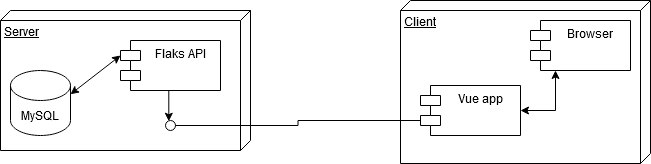 Server
Flaks API
MySQL
Client
Browser
Vue app